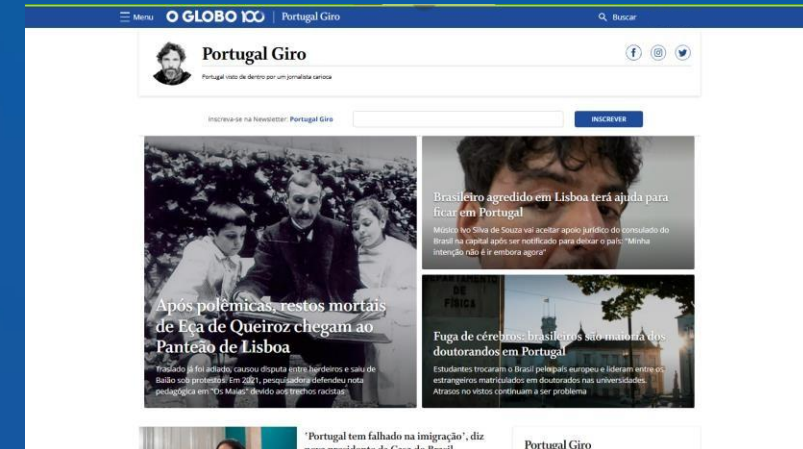 Menu O GLOBO 100 | Portugal Giro
Buscar
Portugal Giro
Portugal visto de dentro por um jornalista carioca
Inscreva-se na Newsletter: Portugal Giro
INSCREVER
Após polêmicas, restos mortais
de Eça de Queiroz chegam ao
Panteão de Lisboa
Traslado já foi adiado, causou disputa entre herdeiros e saiu de
Baião sob protestos. Em 2021, pesquisadora defendeu nota
pedagógica em "Os Maias" devido aos trechos racistas
Brasileiro agredido em Lisboa terá ajuda para
ficar em Portugal
Músico Ivo Silva de Souza vai aceitar apoio jurídico do consulado do
Brasil na capital após ser notificado para deixar o país: "Minha
intenção não é ir embora agora"
DEPARTAMENTO
DE
FÍSICA
Fuga de cérebros: brasileiros são maioria dos
doutorandos em Portugal
Estudantes trocaram o Brasil pelo país europeu e lideram entre os
estrangeiros matriculados em doutorados nas universidades.
Atrasos no vistos continuam a ser problema
'Portugal tem falhado na imigração', diz
Portugal Giro